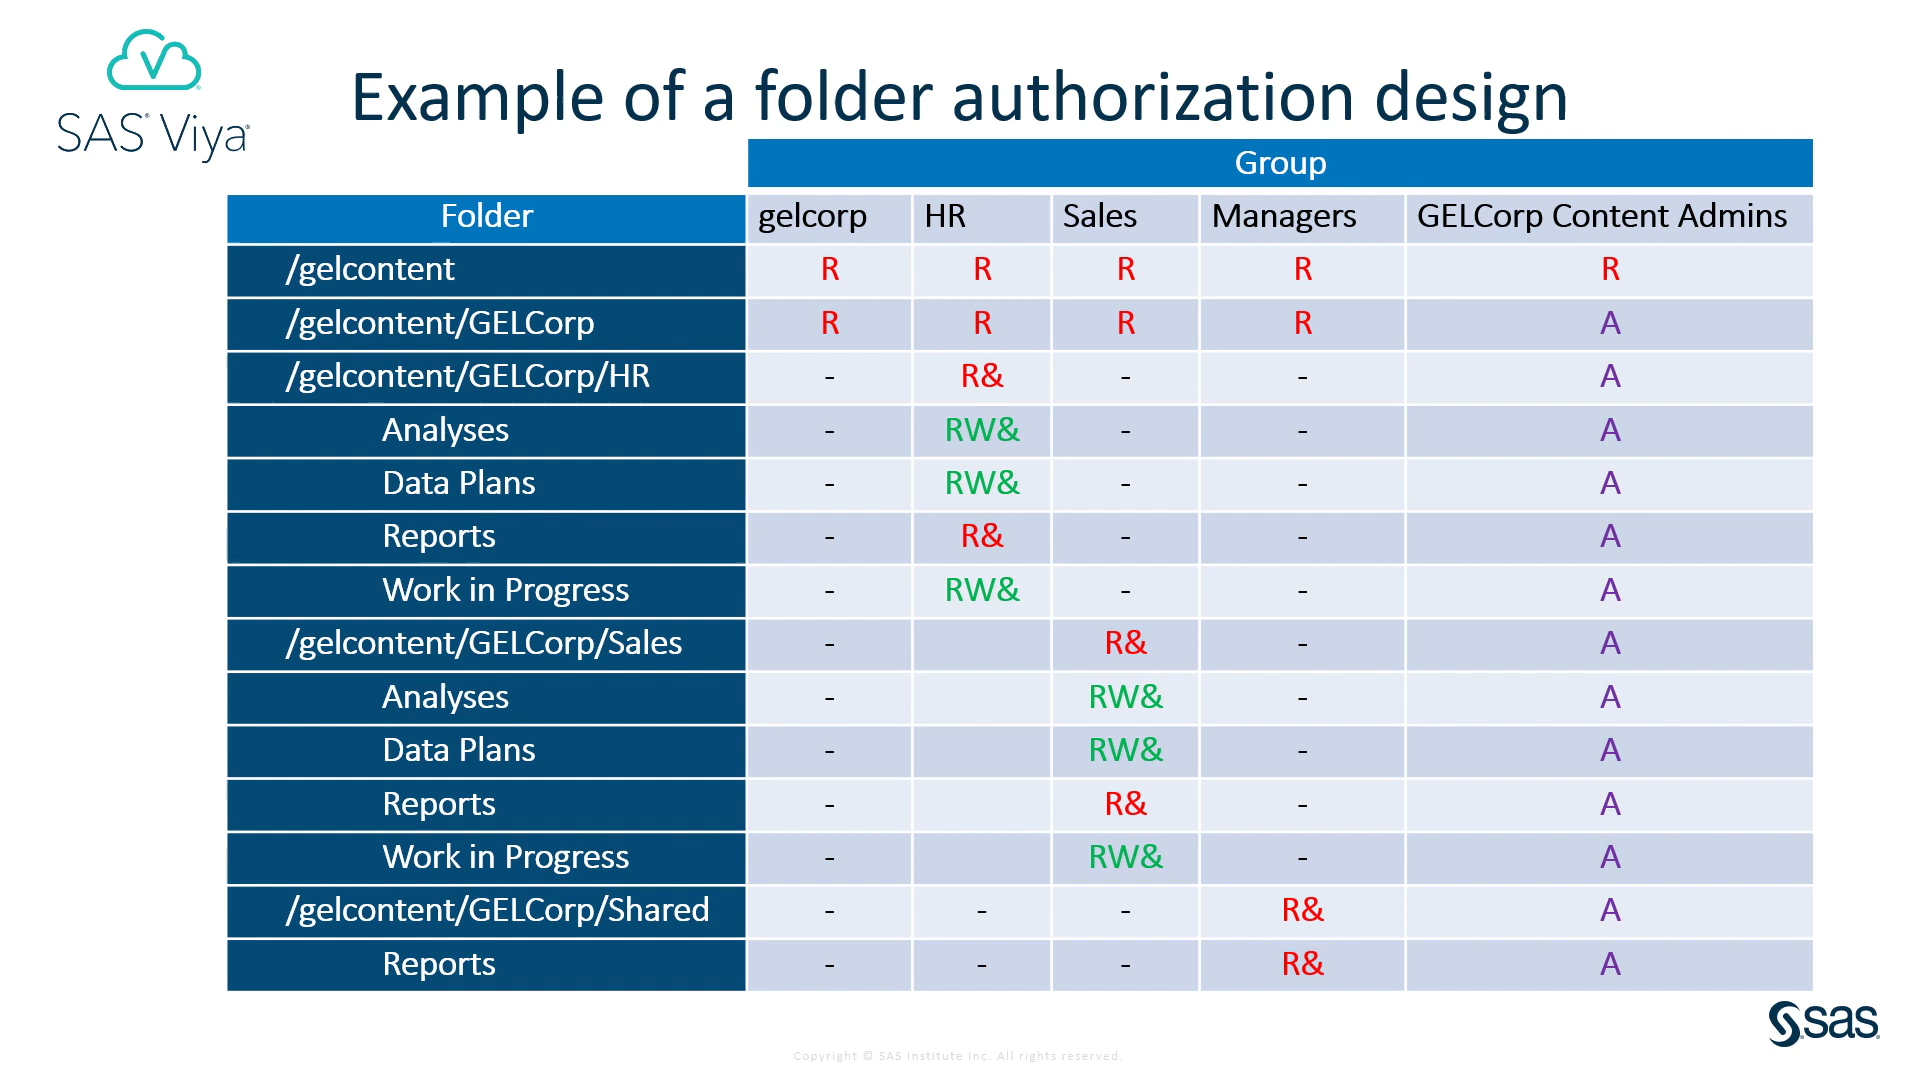 SAS® Viya®
Example of a folder authorization design
Group
Folder gelcorp HR Sales Managers GELCorp Content Admins
/gelcontent R R R R R
/gelcontent/GELCorp R R R R A
/gelcontent/GELCorp/HR - R& - - A
Analyses - RW& - - A
Data Plans - RW& - - A
Reports - R& - - A
Work in Progress - RW& - - A
/gelcontent/GELCorp/Sales - R& - A
Analyses - RW& - A
Data Plans - RW& - A
Reports - R& - A
Work in Progress - RW& - A
/gelcontent/GELCorp/Shared - - - R& A
Reports - - - R& A
sas
Copyright © SAS Institute Inc. All rights reserved.